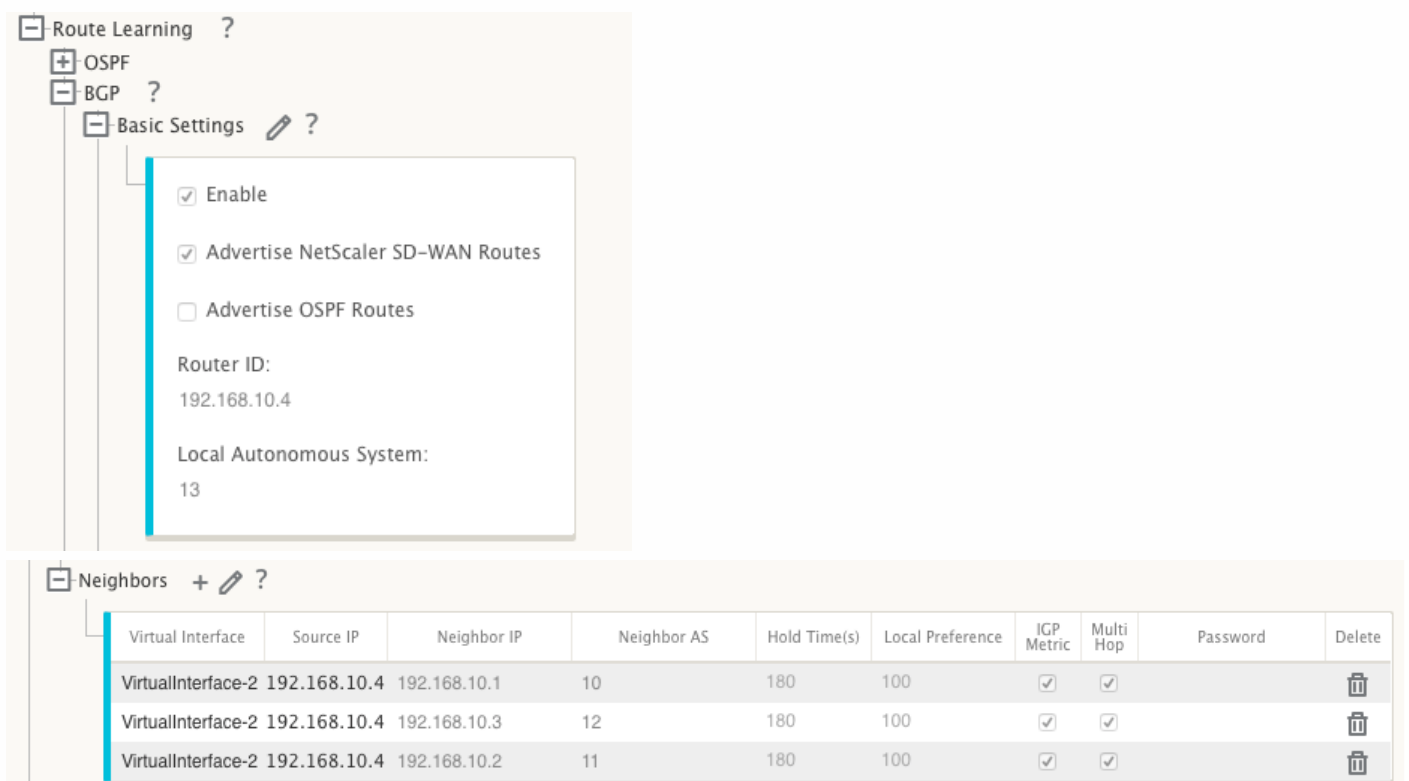 Route Learning ?
OSPF
BGP ?
Basic Settings ?
Enable
Advertise NetScaler SD-WAN Routes
Advertise OSPF Routes
Router ID:
192.168.10.4
Local Autonomous System:
13
Neighbors + ?
Virtual Interface Source IP Neighbor IP Neighbor AS Hold Time(s) Local Preference IGP Metric Multi Hop Password Delete
VirtualInterface-2 192.168.10.4 192.168.10.1 10 180 100
VirtualInterface-2 192.168.10.4 192.168.10.3 12 180 100
VirtualInterface-2 192.168.10.4 192.168.10.2 11 180 100